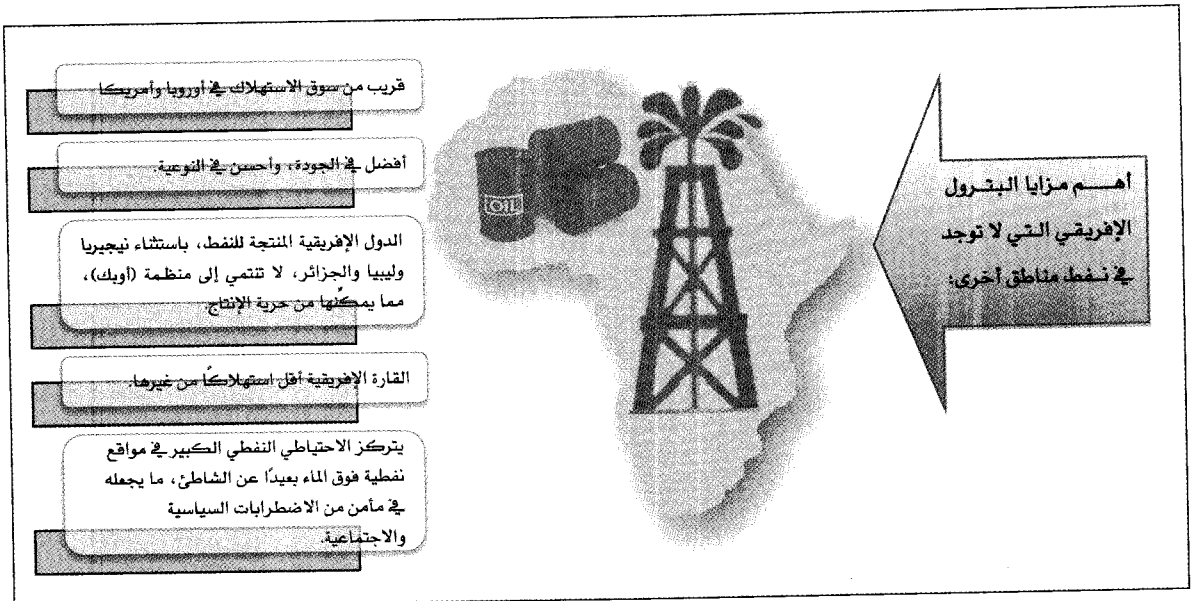 أهم مزايا البترول
الإفريقي التي لا توجد
في نفط مناطق أخرى:
OIL
قريب من سوق الاستهلاك في أوروبا وأمريكا
أفضل في الجودة، وأحسن في النوعية.
الدول الإفريقية المنتجة للنفط، باستثناء نيجيريا
وليبيا والجزائر، لا تنتمي إلى منظمة (أوبك)،
مما يمكّنها من حرية الإنتاج.
القارة الإفريقية أقل استهلاكًا من غيرها.
يتركز الاحتياطي النفطي الكبير في مواقع
نفطية فوق الماء بعيدًا عن الشاطئ، ما يجعله
في مأمن من الاضطرابات السياسية
والاجتماعية.